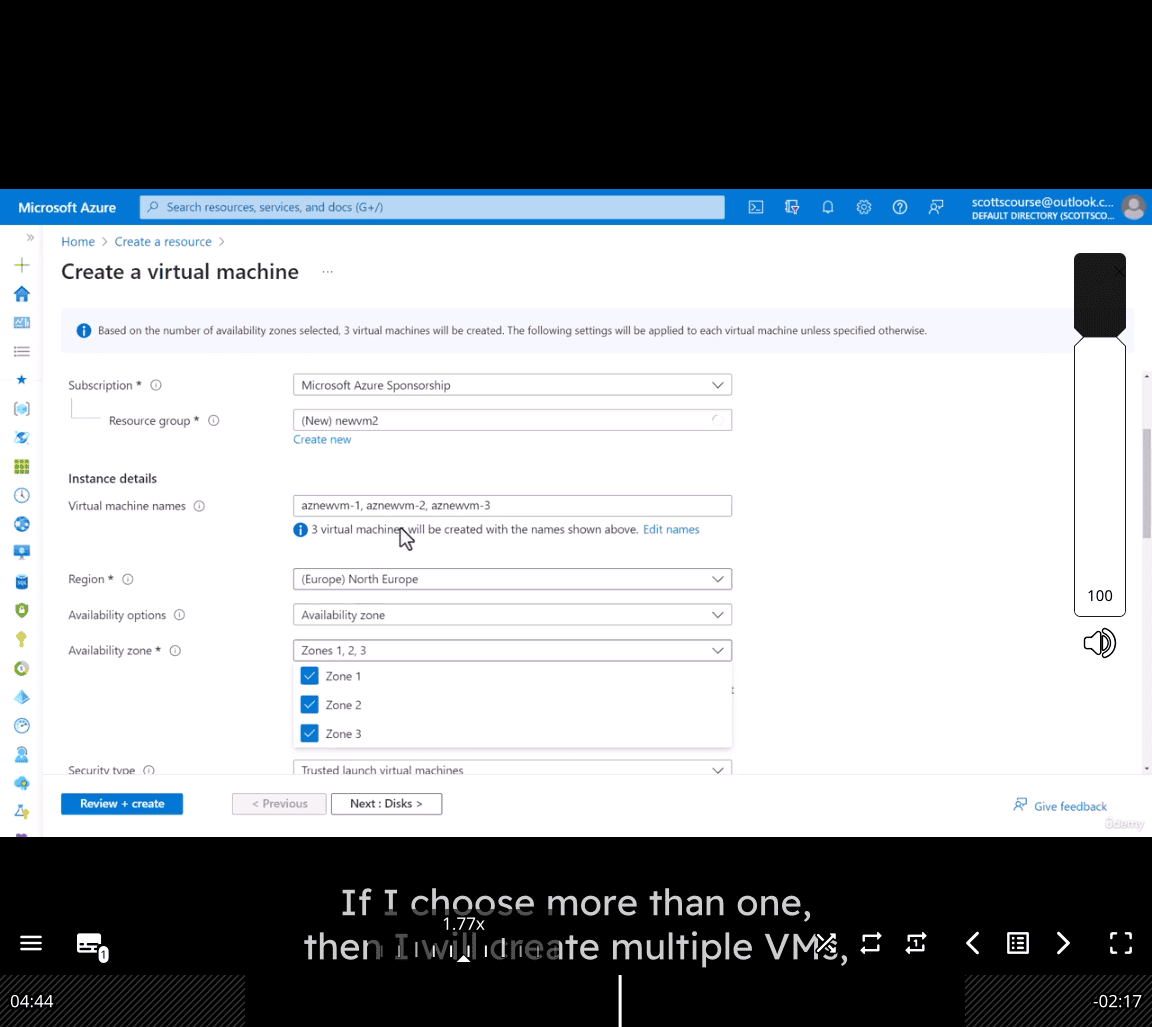 Microsoft Azure
Search resources, services, and docs (G+/)
scottscourse@outlook.c...
DEFAULT DIRECTORY (SCOTTSCO...
Home > Create a resource >
Create a virtual machine
...
Based on the number of availability zones selected, 3 virtual machines will be created. The following settings will be applied to each virtual machine unless specified otherwise.
Subscription * Microsoft Azure Sponsorship
Resource group * (New) newvm2
Create new
Instance details
Virtual machine names aznewvm-1, aznewvm-2, aznewvm-3
3 virtual machines will be created with the names shown above. Edit names
Region * (Europe) North Europe
100
Availability options Availability zone
Availability zone * Zones 1, 2, 3
Zone 1
Zone 2
Zone 3
Security type Trusted launch virtual machines
Review + create < Previous Next : Disks > Give feedback
ûdemy
If I choose more than one,
1.77x
then I will create multiple VMs,
1
1
04:44 -02:17